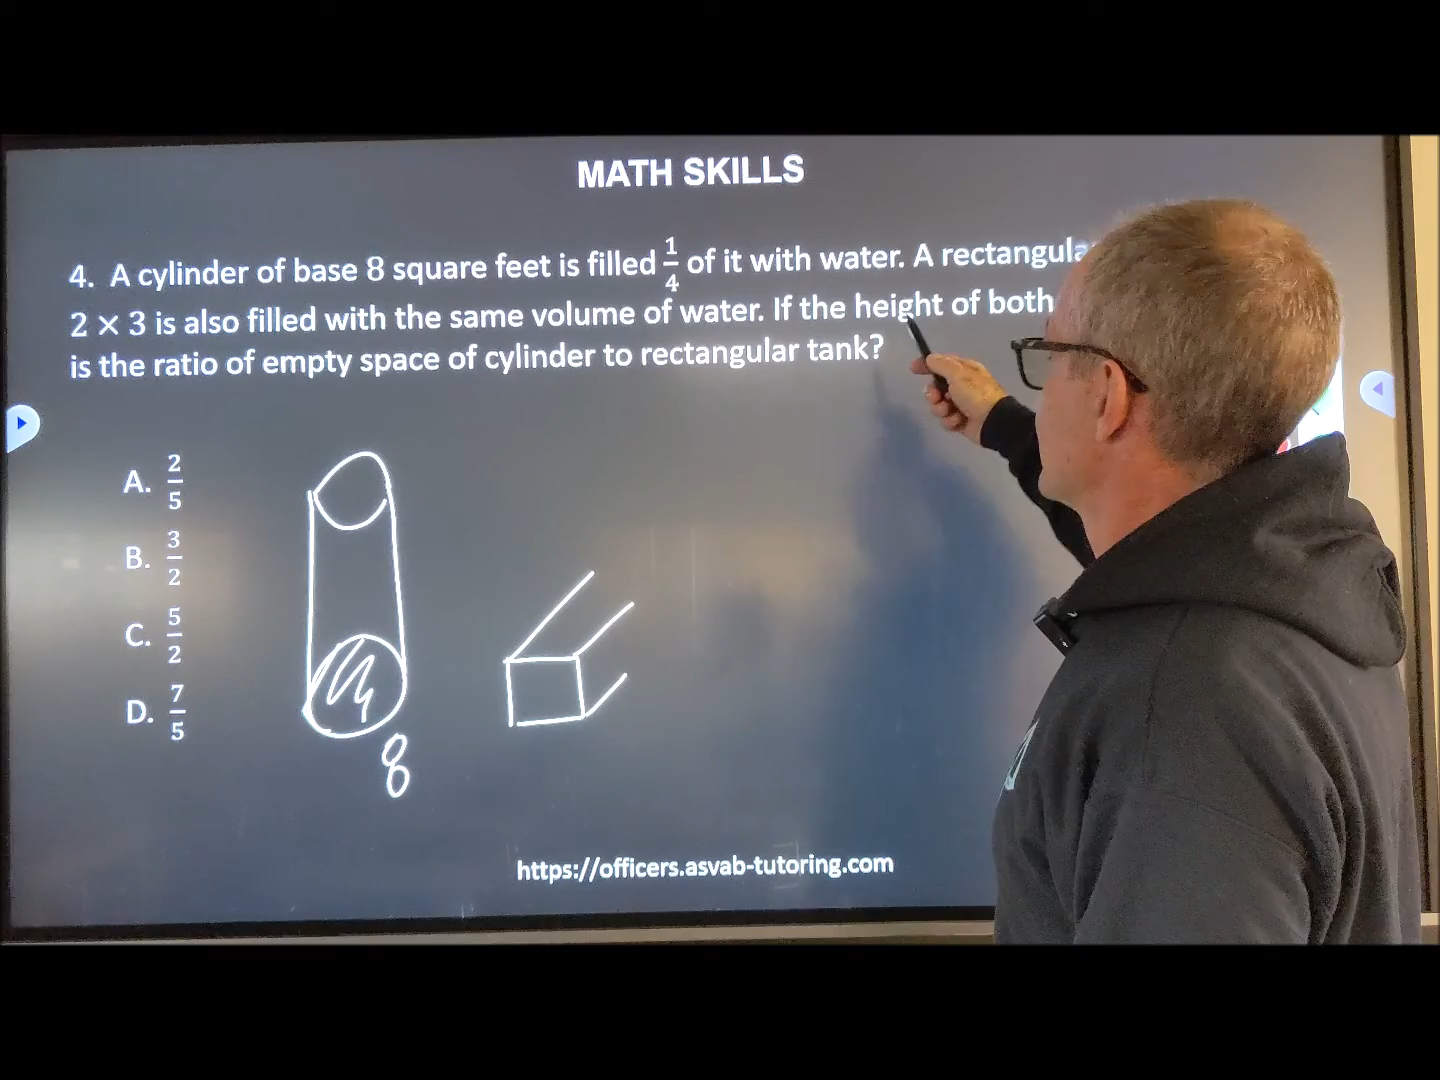 MATH SKILLS
4. A cylinder of base 8 square feet is filled 1/4 of it with water. A
2 × 3 is also filled with the same volume of water. If the height of both
is the ratio of empty space of cylinder to rectangular tank?
A. 2/5
B. 3/2
C. 5/2
D. 7/5
8
https://officers.asvab-tutoring.com